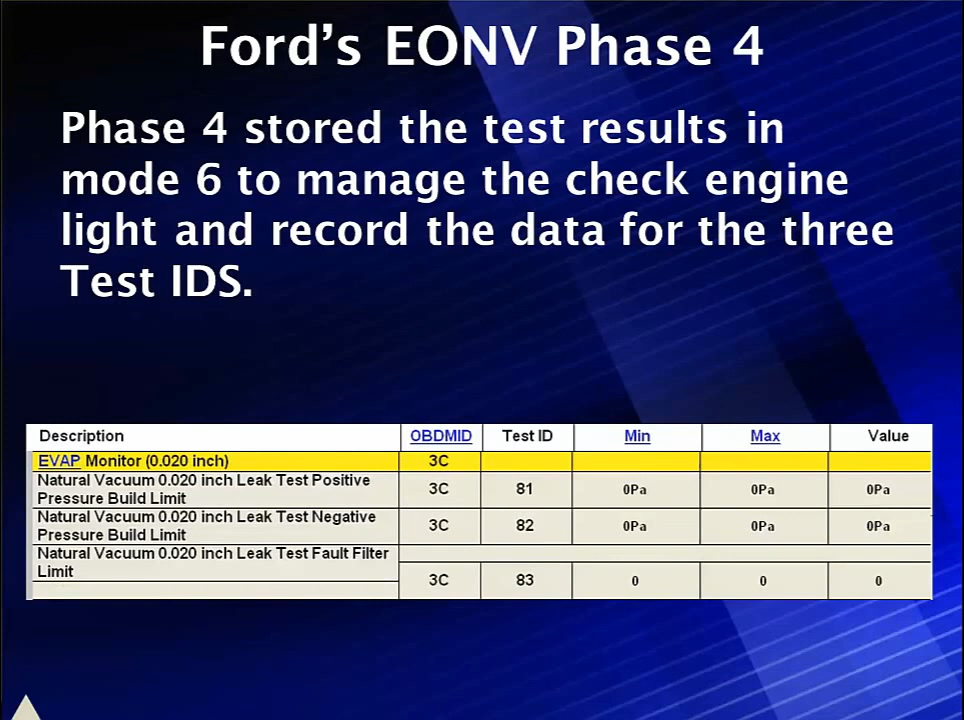 Ford's EONV Phase 4
Phase 4 stored the test results in
mode 6 to manage the check engine
light and record the data for the three
Test IDS.
Description OBDMID Test ID Min Max Value
EVAP Monitor (0.020 inch) 3C
Natural Vacuum 0.020 inch Leak Test Positive
Pressure Build Limit 3C 81 0Pa 0Pa 0Pa
Natural Vacuum 0.020 inch Leak Test Negative
Pressure Build Limit 3C 82 0Pa 0Pa 0Pa
Natural Vacuum 0.020 inch Leak Test Fault Filter
Limit 3C 83 0 0 0